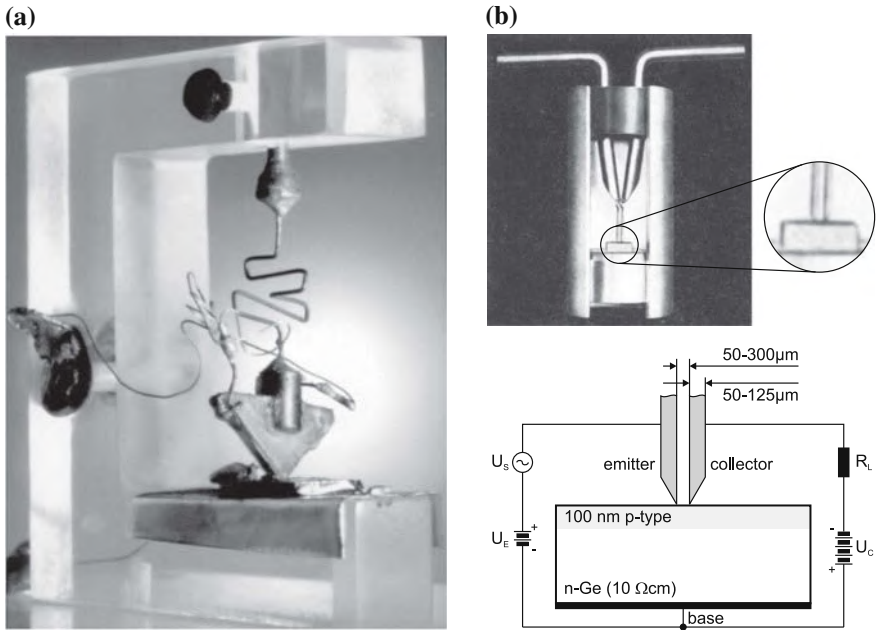 (a)
(b)
50-300µm
50-125µm
U_S
emitter
collector
R_L
100 nm p-type
U_E
+
-
-
+
U_C
n-Ge (10 Ωcm)
base